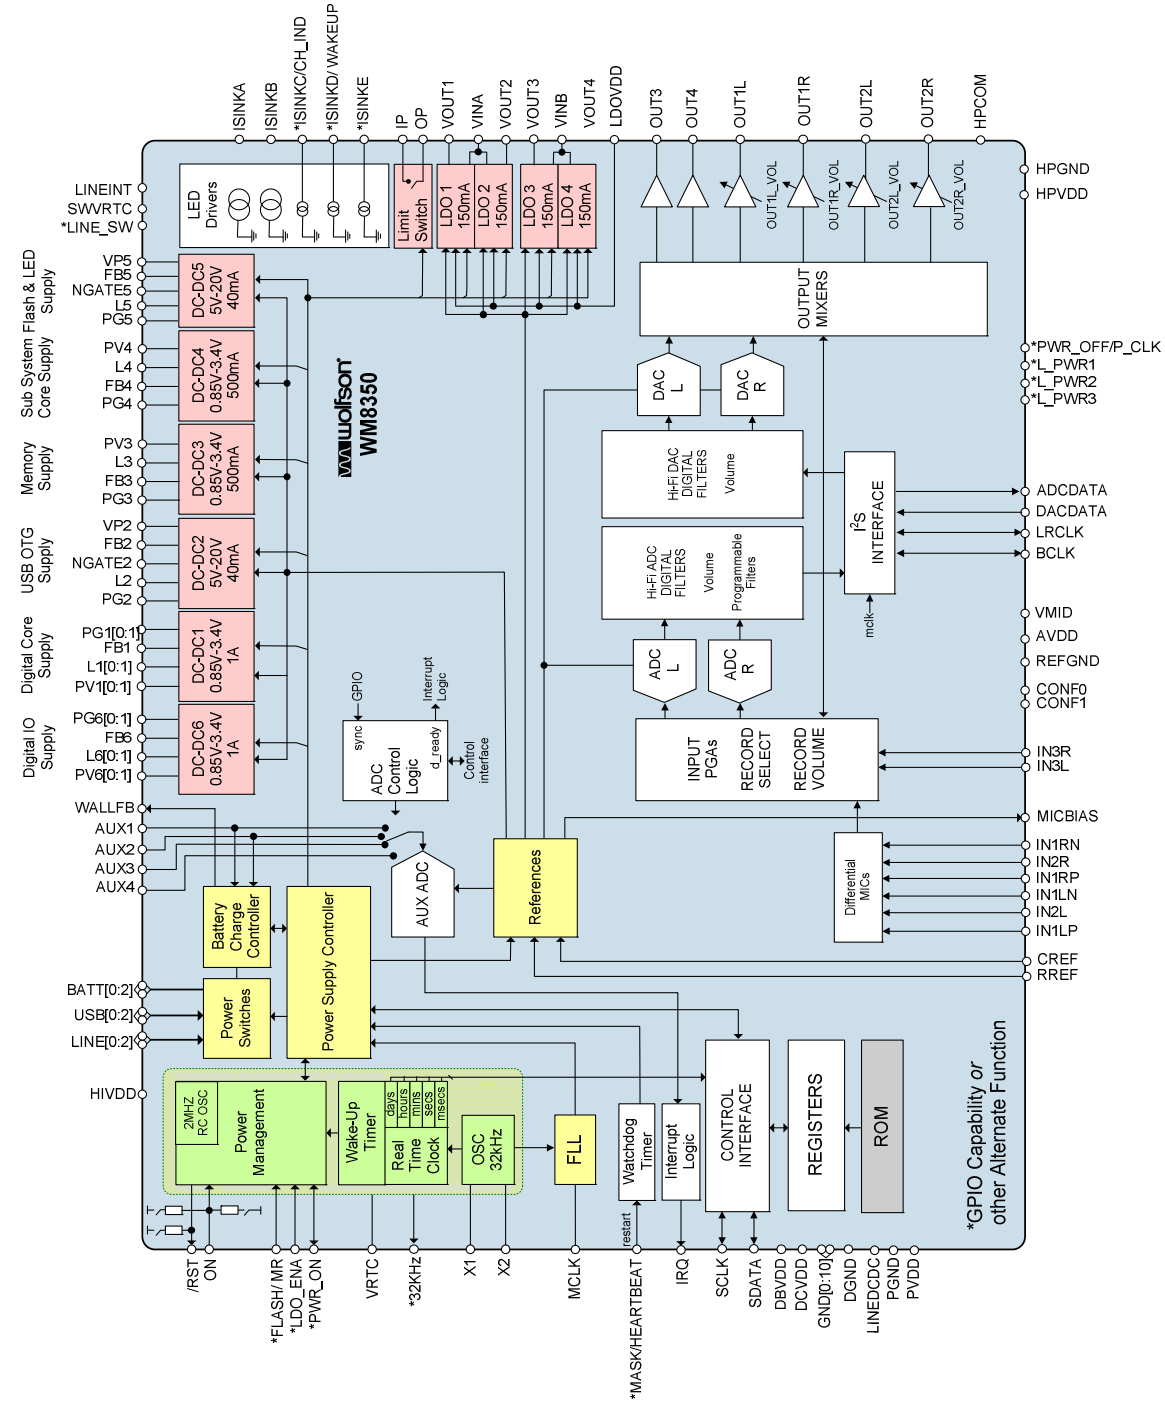 ISINKA
ISINKB
*ISINKC/CH_IND
*ISINKD/ WAKEUP
*ISINKE
IP
OP
VOUT1
VINA
VOUT2
VOUT3
VINB
VOUT4
LDOVDD
OUT3
OUT4
OUT1L
OUT1R
OUT2L
OUT2R
HPCOM
LINEINT
SWVRTC
*LINE_SW
LED
Drivers
Limit
Switch
LDO 1
150mA
LDO 2
150mA
LDO 3
150mA
LDO 4
150mA
OUT1L_VOL
OUT1R_VOL
OUT2L_VOL
OUT2R_VOL
HPGND
HPVDD
Flash & LED
Supply
VP5
FB5
NGATE5
L5
PG5
DC-DC5
5V-20V
40mA
OUTPUT
MIXERS
Sub System
Core Supply
PV4
L4
FB4
PG4
DC-DC4
0.85V-3.4V
500mA
wolfson
WM8350
DAC
L
DAC
R
*PWR_OFF/P_CLK
*L_PWR1
*L_PWR2
*L_PWR3
Memory
Supply
PV3
L3
FB3
PG3
DC-DC3
0.85V-3.4V
500mA
Hi-Fi DAC
DIGITAL
FILTERS
Volume
I2S
INTERFACE
mclk
ADCDATA
DACDATA
LRCLK
BCLK
USB OTG
Supply
VP2
FB2
NGATE2
L2
PG2
DC-DC2
5V-20V
40mA
Hi-Fi ADC
DIGITAL
FILTERS
Volume
Programmable
Filters
VMID
AVDD
REFGND
CONF0
CONF1
Digital Core
Supply
PG1[0:1]
FB1
L1[0:1]
PV1[0:1]
DC-DC1
0.85V-3.4V
1A
ADC
L
ADC
R
Digital IO
Supply
PG6[0:1]
FB6
L6[0:1]
PV6[0:1]
DC-DC6
0.85V-3.4V
1A
GPIO
Interrupt
Logic
sync
d_ready
ADC
Control
Logic
Control
interface
INPUT
PGAs
RECORD
SELECT
RECORD
VOLUME
IN3R
IN3L
WALLFB
AUX1
AUX2
AUX3
AUX4
MICBIAS
Battery
Charge
Controller
Power Supply Controller
AUX ADC
References
Differential
MICs
IN1RN
IN2R
IN1RP
IN1LN
IN2L
IN1LP
CREF
RREF
BATT[0:2]
USB[0:2]
LINE[0:2]
Power
Switches
HIVDD
2MHZ
RC OSC
Power
Management
Wake-Up
Timer
days
hours
mins
secs
msecs
Real
Time
Clock
OSC
32kHz
FLL
Watchdog
Timer
restart
Interrupt
Logic
CONTROL
INTERFACE
REGISTERS
ROM
*GPIO Capability or
other Alternate Function
/RST
ON
*FLASH/ MR
*LDO_ENA
*PWR_ON
VRTC
*32KHz
X1
X2
MCLK
*MASK/HEARTBEAT
IRQ
SCLK
SDATA
DBVDD
DCVDD
GND[0:10]
DGND
LINEDCDC
PGND
PVDD